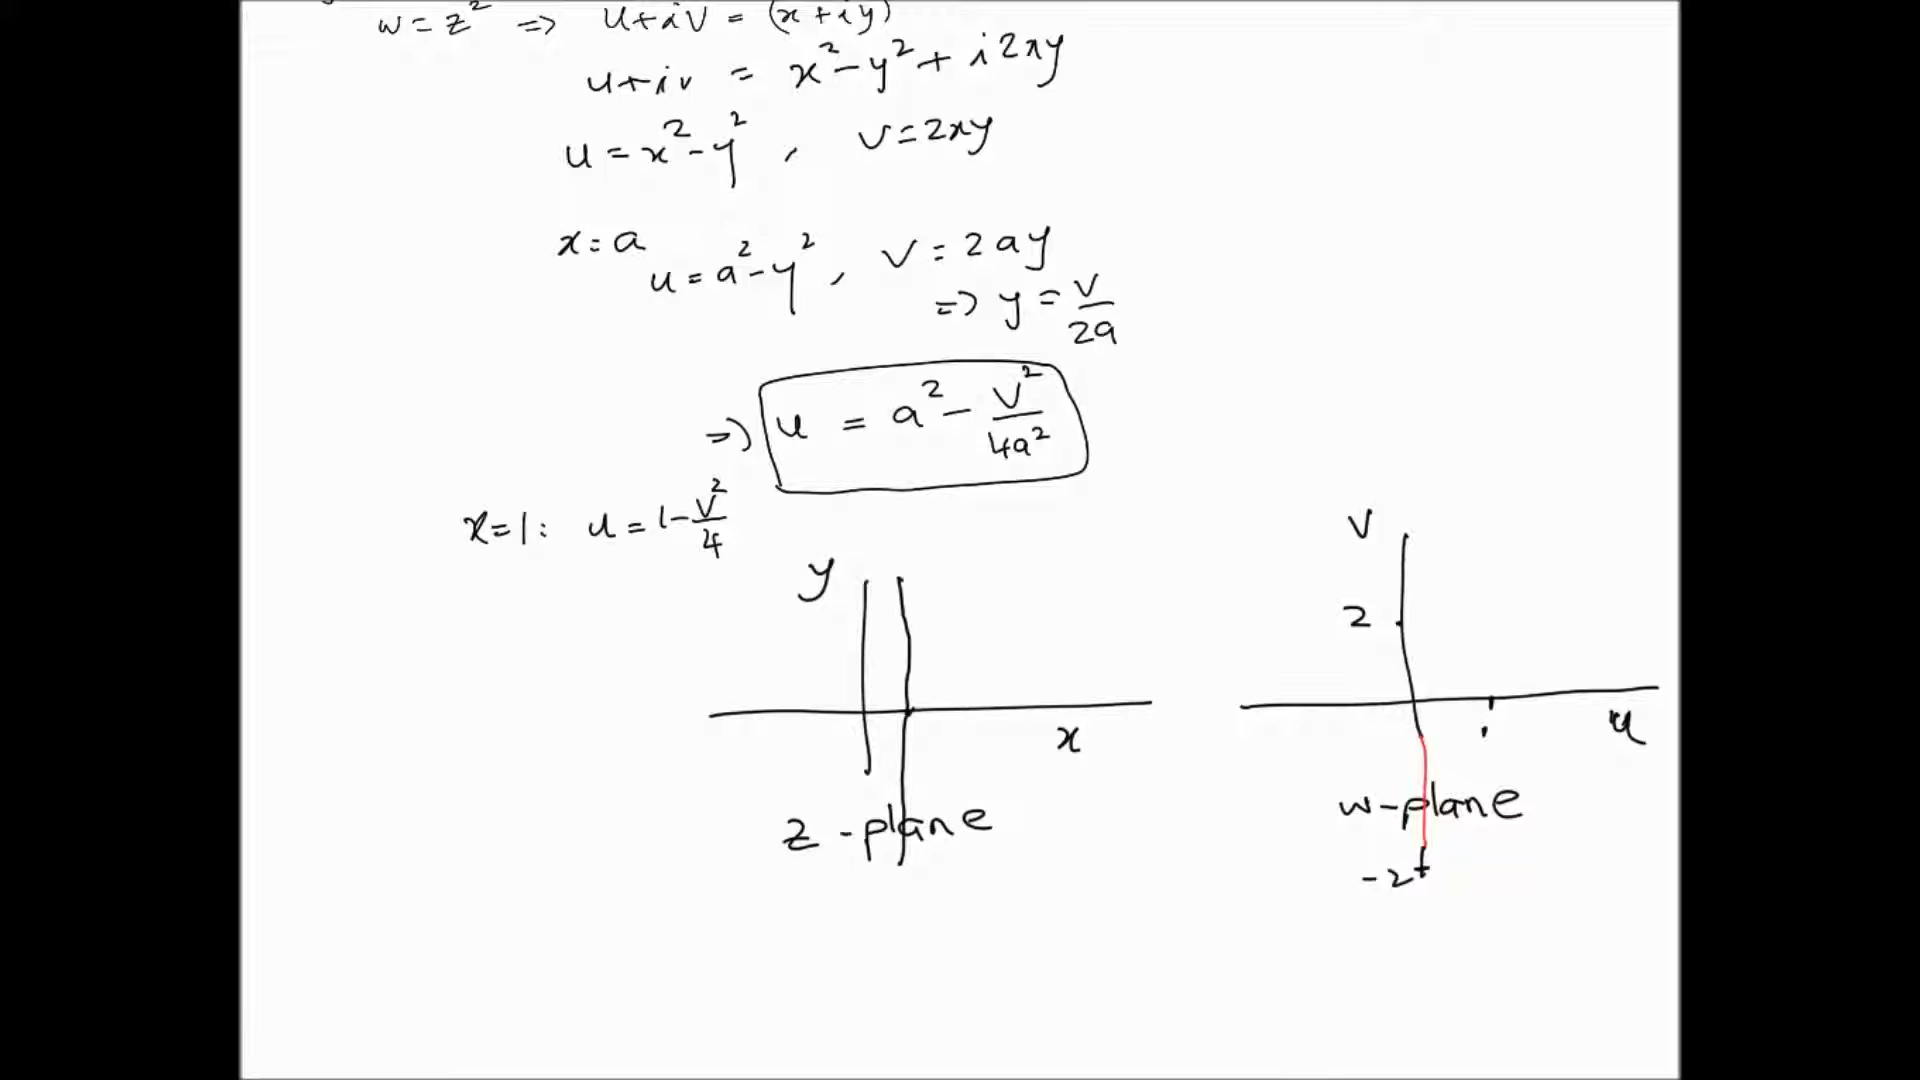 w = z² => u+iv = (x+iy)
u+iv = x²-y²+i2xy
u = x²-y² , v=2xy
x = a
u = a²-y² , v = 2ay
=> y = v/2a
=> u = a² - v²/4a²
x=1: u = 1-v²/4
y
x
z-plane
v
2
1
u
w-plane
-2